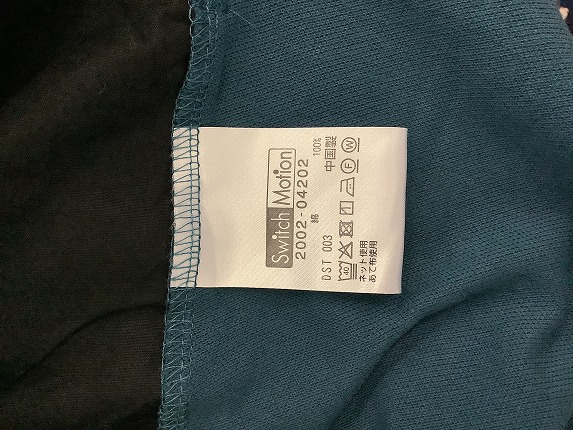 Switch Motion
2002-04202
綿 100%
DST 003 中国製
40 F W
ネット使用
あて布使用